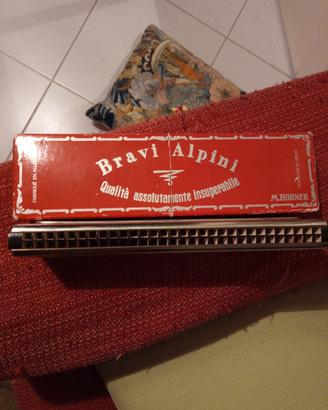 Bravi Alpini
Qualità assolutamente insuperabile
M. HOHNER